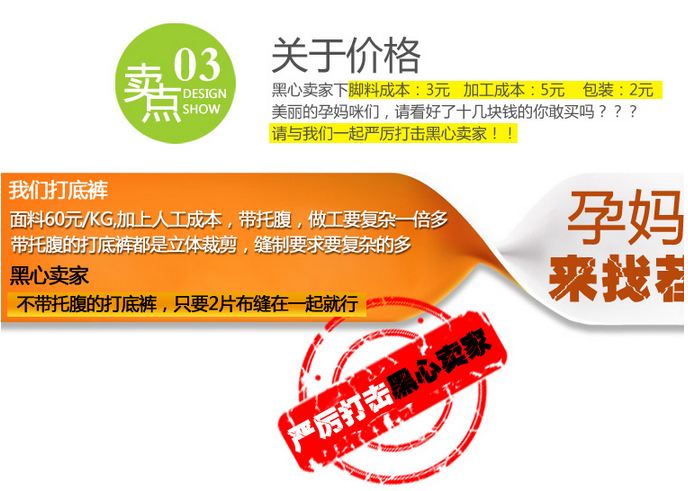 卖点
03
DESIGN
SHOW
关于价格
黑心卖家下脚料成本：3元 加工成本：5元 包装：2元
美丽的孕妈咪们，请看好了十几块钱的你敢买吗？？？
请与我们一起严厉打击黑心卖家！！
我们打底裤
面料60元/KG,加上人工成本，带托腹，做工要复杂一倍多
带托腹的打底裤都是立体裁剪，缝制要求要复杂的多
黑心卖家
不带托腹的打底裤，只要2片布缝在一起就行
孕妈
来找
严厉打击黑心卖家